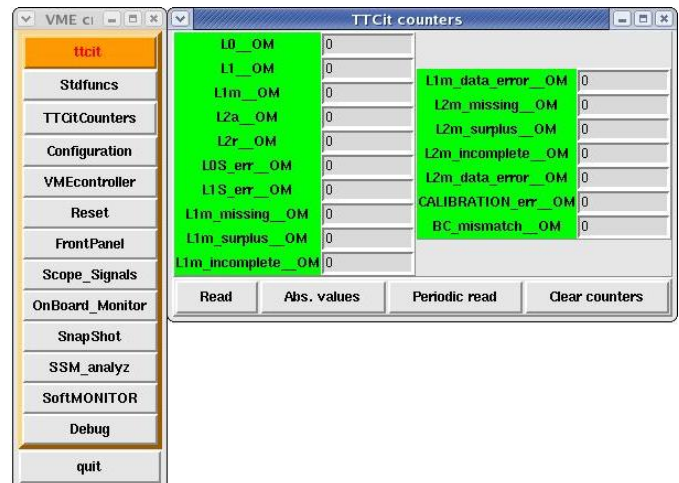 VME cr
ttcit
Stdfuncs
TTCitCounters
Configuration
VMEcontroller
Reset
FrontPanel
Scope_Signals
OnBoard_Monitor
SnapShot
SSM_analyz
SoftMONITOR
Debug
quit
TTCit counters
L0__OM 0
L1__OM 0
L1m__OM 0
L2a__OM 0
L2r__OM 0
L0S_err__OM 0
L1S_err__OM 0
L1m_missing__OM 0
L1m_surplus__OM 0
L1m_incomplete__OM 0
L1m_data_error__OM 0
L2m_missing__OM 0
L2m_surplus__OM 0
L2m_incomplete__OM 0
L2m_data_error__OM 0
CALIBRATION_err__OM 0
BC_mismatch__OM 0
Read Abs. values Periodic read Clear counters